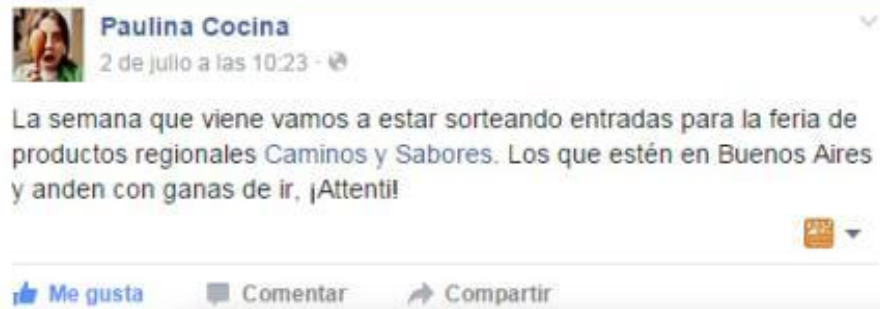 Paulina Cocina
2 de julio a las 10:23 ·
La semana que viene vamos a estar sorteando entradas para la feria de
productos regionales Caminos y Sabores. Los que estén en Buenos Aires
y anden con ganas de ir, ¡Attenti!
Me gusta Comentar Compartir